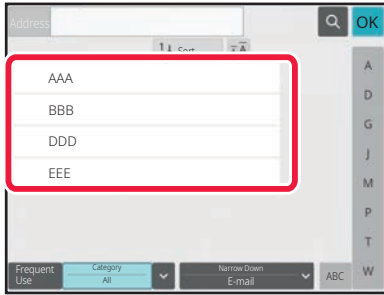 Address
OK
Sort
AAA
BBB
DDD
EEE
A
D
G
J
M
P
T
W
Frequent
Use
Category
All
Narrow Down
E-mail
ABC